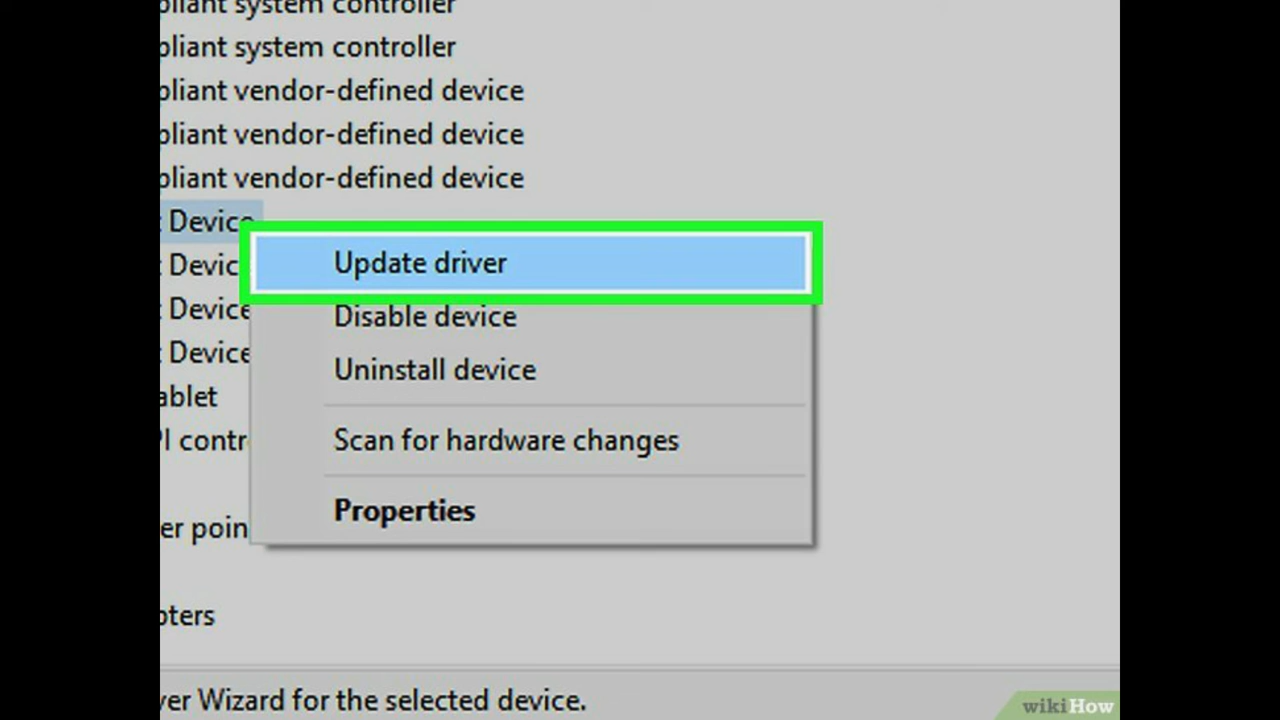 pliant system controller
pliant system controller
pliant vendor-defined device
pliant vendor-defined device
pliant vendor-defined device
t Device
Update driver
t Devic
Disable device
t Device
t Device
Uninstall device
ablet
PI contr
Scan for hardware changes
Properties
er poin
pters
ver Wizard for the selected device.
wikiHow